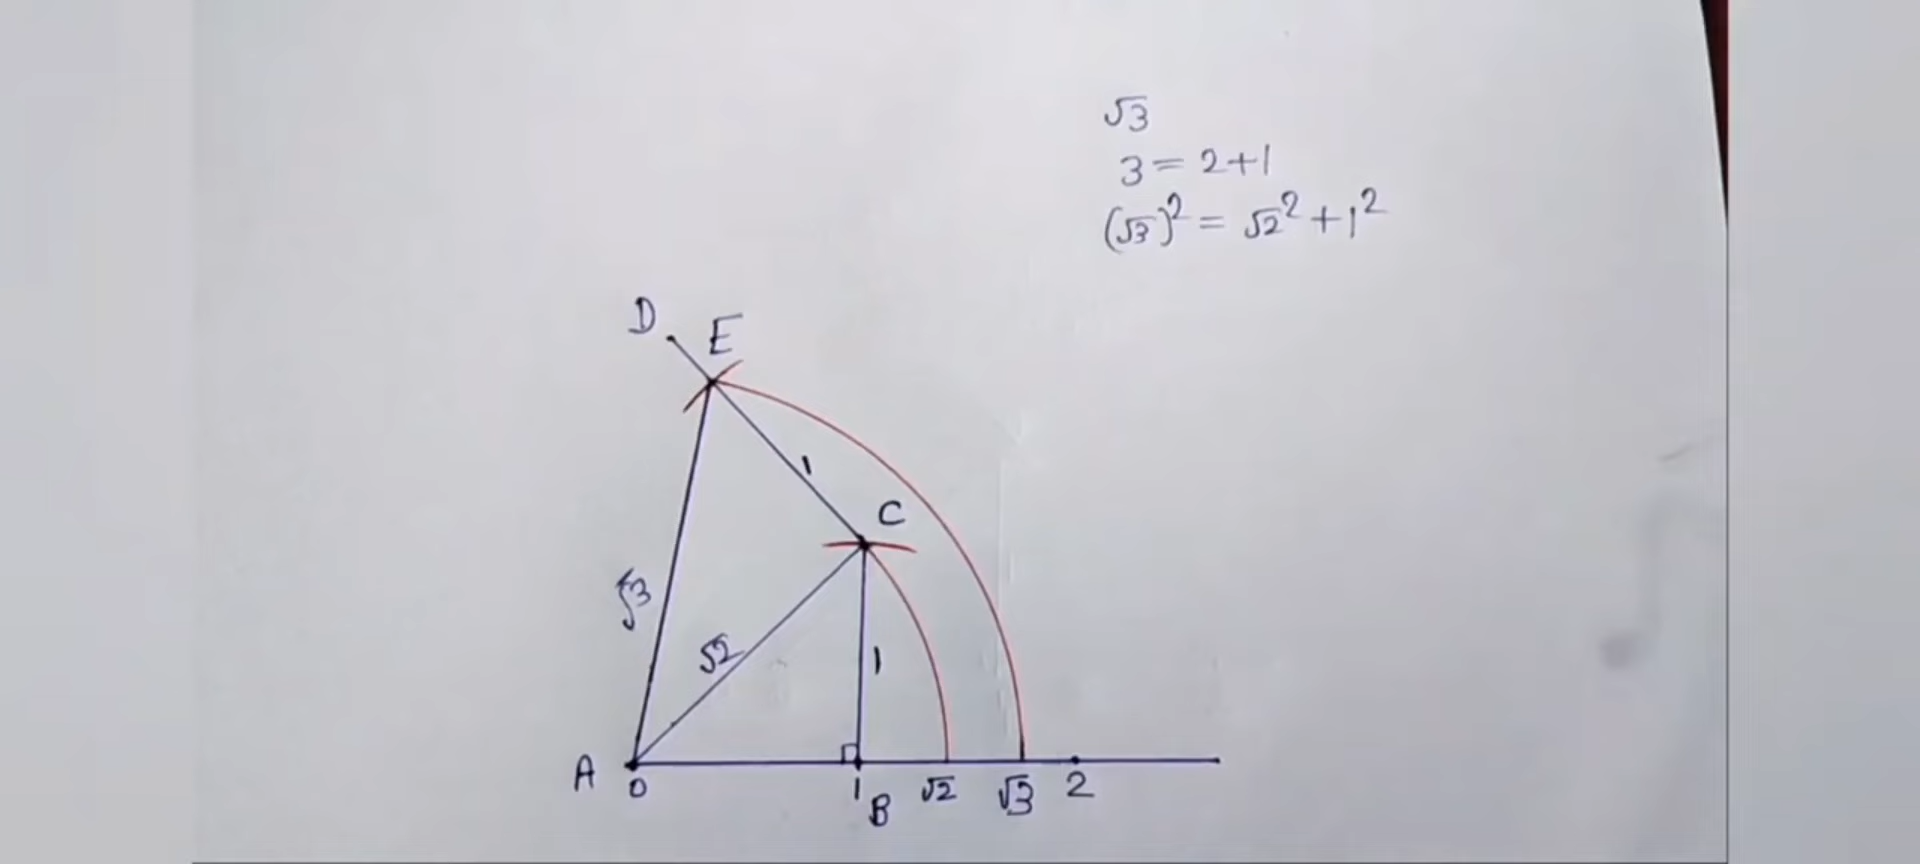 √3
3 = 2+1
(√3)² = √2² + 1²
D E
1
C
√3
√2
1
A 0 1 B √2 √3 2